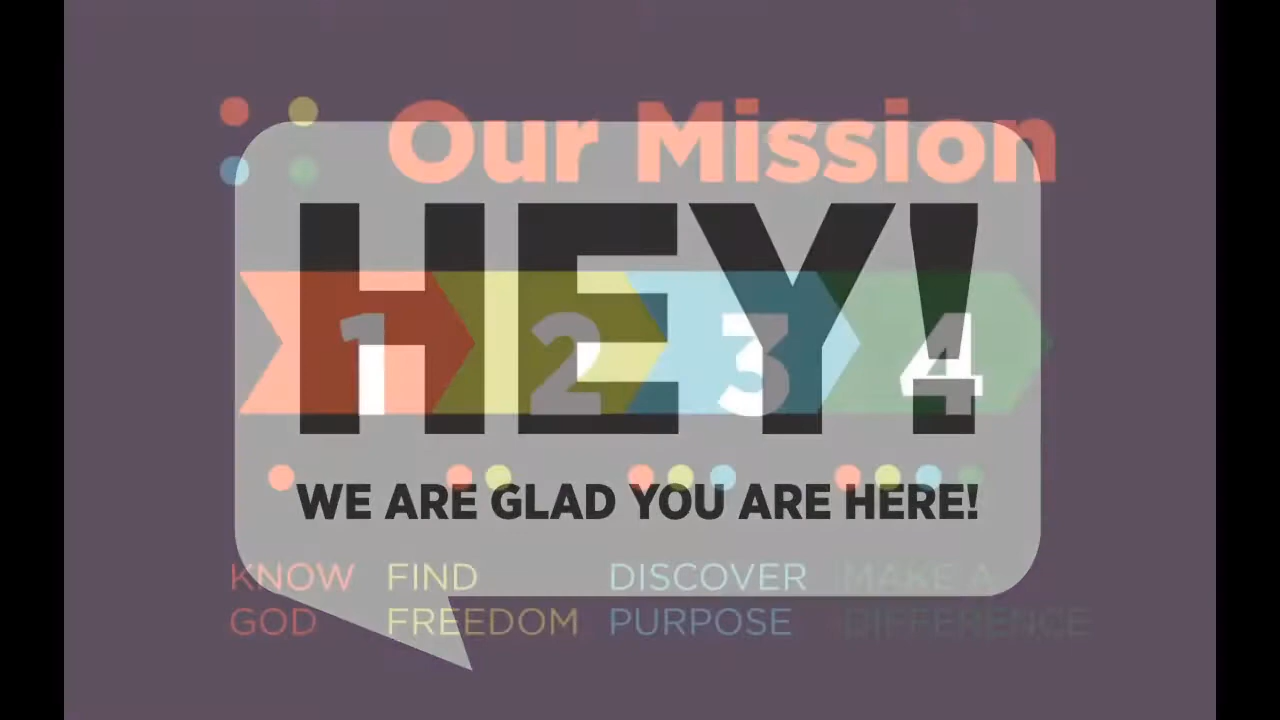 Our Mission
HEY!
1 2 3 4
WE ARE GLAD YOU ARE HERE!
KNOW FIND DISCOVER MAKE A
GOD FREEDOM PURPOSE DIFFERENCE